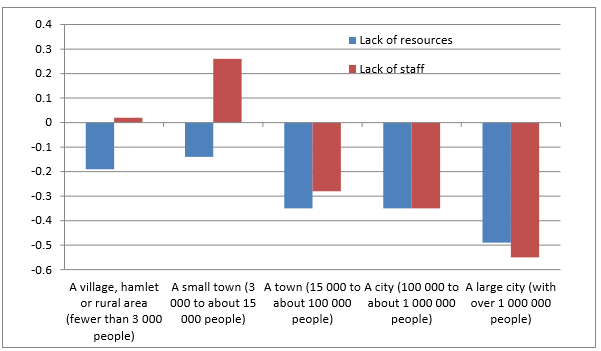 0.4
0.3
0.2
0.1
0
-0.1
-0.2
-0.3
-0.4
-0.5
-0.6
Lack of resources
Lack of staff
A village, hamlet
or rural area
(fewer than 3 000
people)
A small town (3
000 to about 15
000 people)
A town (15 000 to
about 100 000
people)
A city (100 000 to
about 1 000 000
people)
A large city (with
over 1 000 000
people)